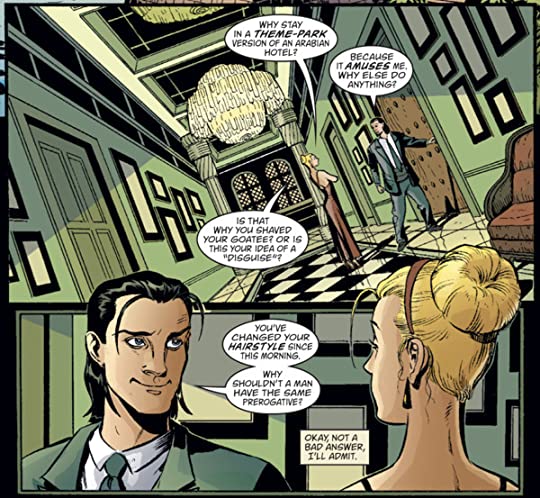 WHY STAY
IN A THEME-PARK
VERSION OF AN ARABIAN
HOTEL?
BECAUSE
IT AMUSES ME.
WHY ELSE DO
ANYTHING?
IS THAT
WHY YOU SHAVED
YOUR GOATEE? OR IS
THIS YOUR IDEA OF A
"DISGUISE"?
YOU'VE
CHANGED YOUR
HAIRSTYLE SINCE
THIS MORNING.
WHY
SHOULDN'T A MAN
HAVE THE SAME
PREROGATIVE?
OKAY, NOT A
BAD ANSWER,
I'LL ADMIT.